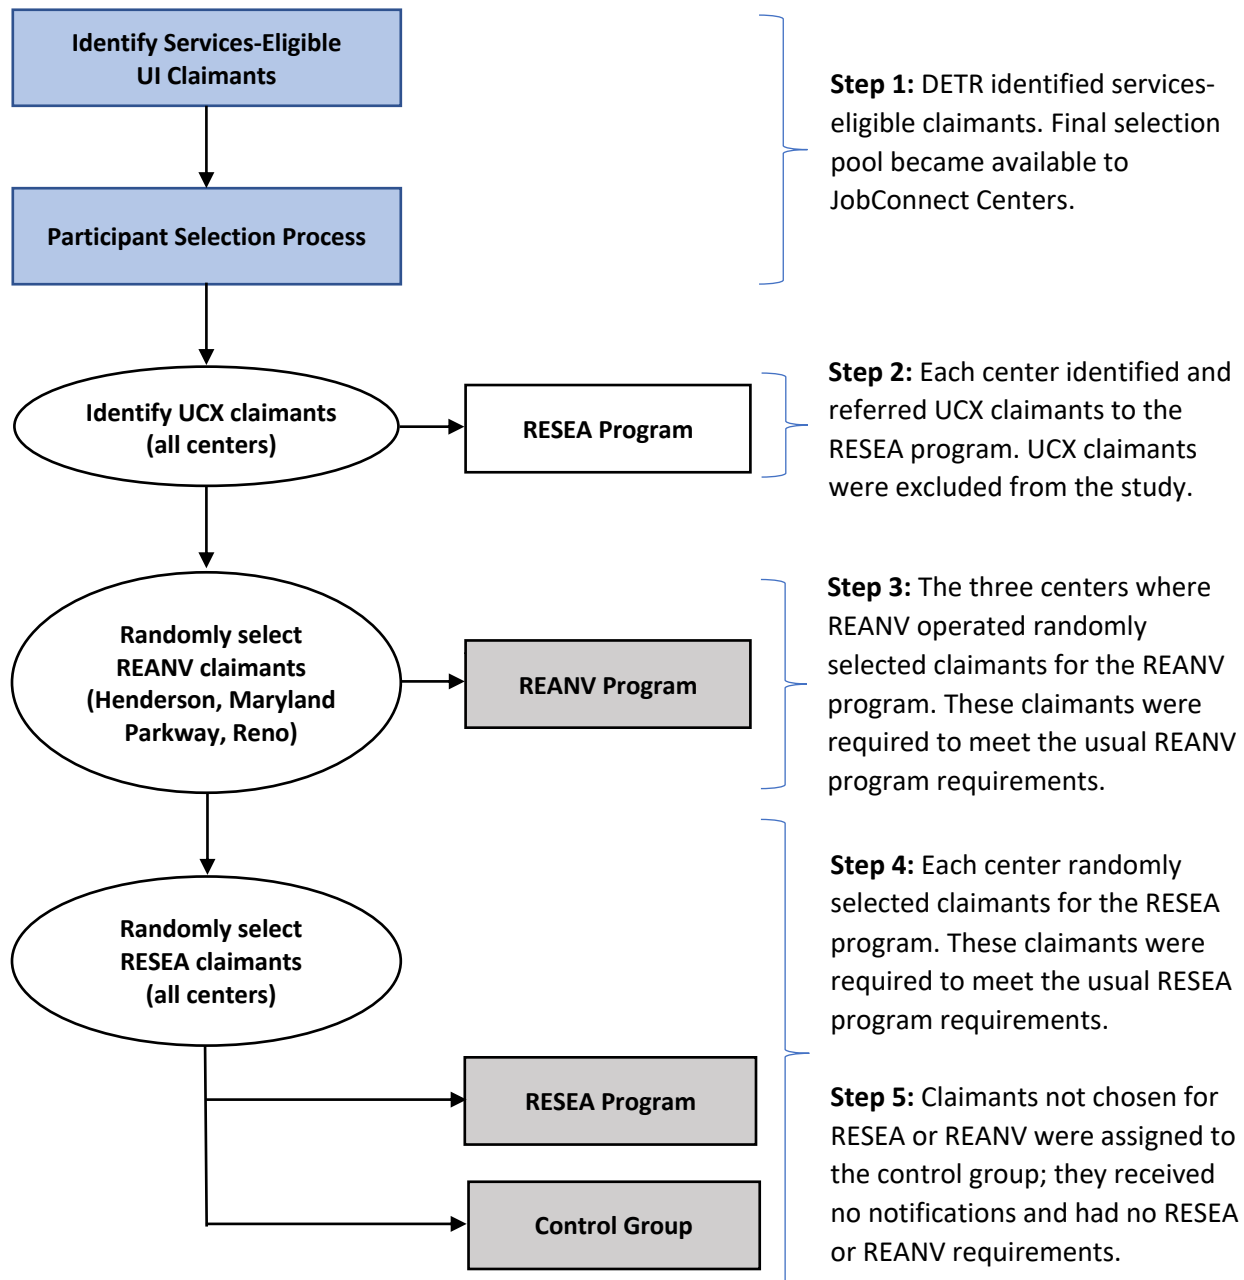 Identify Services-Eligible
UI Claimants
Step 1: DETR identified services-
eligible claimants. Final selection
pool became available to
JobConnect Centers.
Participant Selection Process
Identify UCX claimants
(all centers)
RESEA Program
Step 2: Each center identified and
referred UCX claimants to the
RESEA program. UCX claimants
were excluded from the study.
Randomly select
REANV claimants
(Henderson, Maryland
Parkway, Reno)
REANV Program
Step 3: The three centers where
REANV operated randomly
selected claimants for the REANV
program. These claimants were
required to meet the usual REANV
program requirements.
Randomly select
RESEA claimants
(all centers)
Step 4: Each center randomly
selected claimants for the RESEA
program. These claimants were
required to meet the usual RESEA
program requirements.
RESEA Program
Control Group
Step 5: Claimants not chosen for
RESEA or REANV were assigned to
the control group; they received
no notifications and had no RESEA
or REANV requirements.